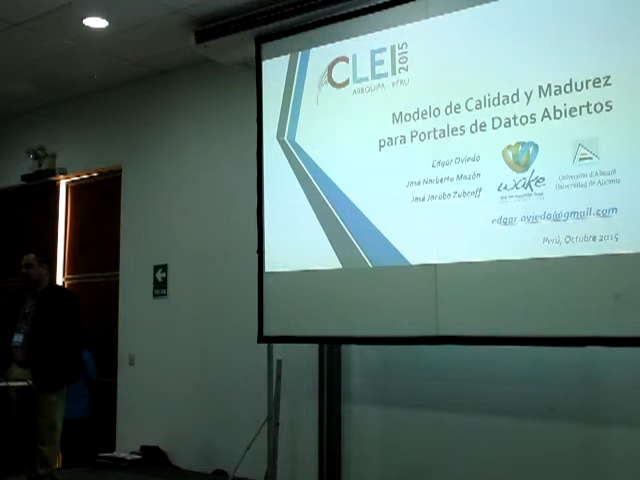 CLEI 2015
AREQUIPA - PERU
Modelo de Calidad y Madurez
para Portales de Datos Abiertos
Edgar Oviedo
José Norberto Mazón
José Jacobo Zubcoff
wake
Universitat d'Alacant
Universidad de Alicante
edgar.oviedo@gmail.com
Perú, Octubre 2015